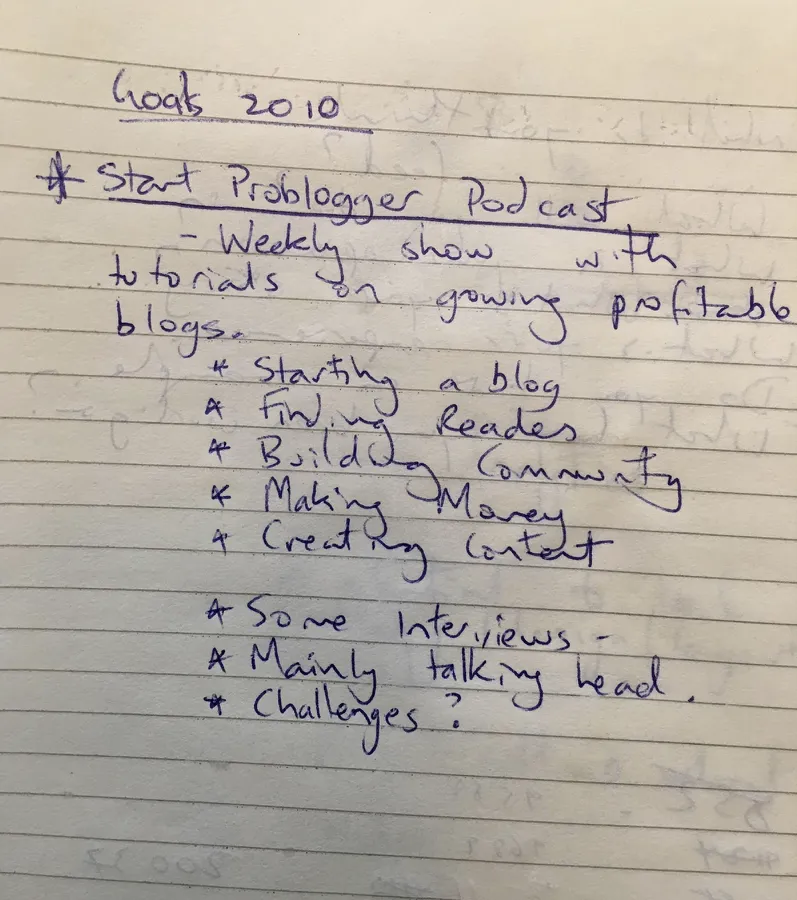 Goals 2010
* Start Problogger Podcast
- Weekly show with
tutorials on growing profitable
blogs.
* Starting a blog
* Finding Reades
* Building Community
* Making Money
* Creating Content
* Some Interviews -
* Mainly talking head.
* Challenges?